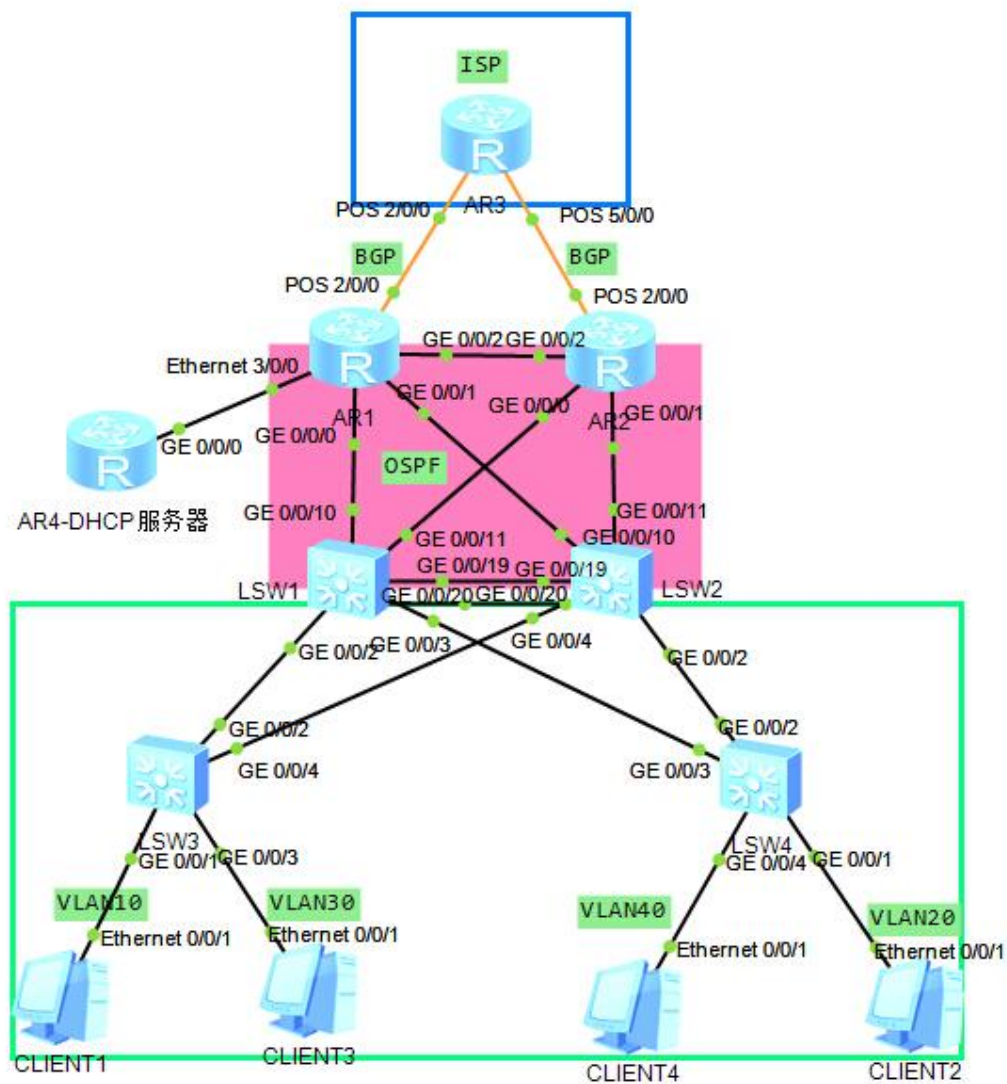 ISP
R
AR3
POS 2/0/0
POS 5/0/0
BGP
BGP
POS 2/0/0
POS 2/0/0
R
R
GE 0/0/2
GE 0/0/2
Ethernet 3/0/0
GE 0/0/1
GE 0/0/0
AR1
AR2
GE 0/0/1
GE 0/0/0
GE 0/0/0
R
AR4-DHCP服务器
OSPF
GE 0/0/10
GE 0/0/11
GE 0/0/11
GE 0/0/10
GE 0/0/19
GE 0/0/19
LSW1
LSW2
GE 0/0/20
GE 0/0/20
GE 0/0/2
GE 0/0/3
GE 0/0/4
GE 0/0/2
GE 0/0/2
GE 0/0/2
GE 0/0/4
GE 0/0/3
LSW3
LSW4
GE 0/0/1
GE 0/0/3
GE 0/0/4
GE 0/0/1
VLAN10
VLAN30
VLAN40
VLAN20
Ethernet 0/0/1
Ethernet 0/0/1
Ethernet 0/0/1
Ethernet 0/0/1
CLIENT1
CLIENT3
CLIENT4
CLIENT2